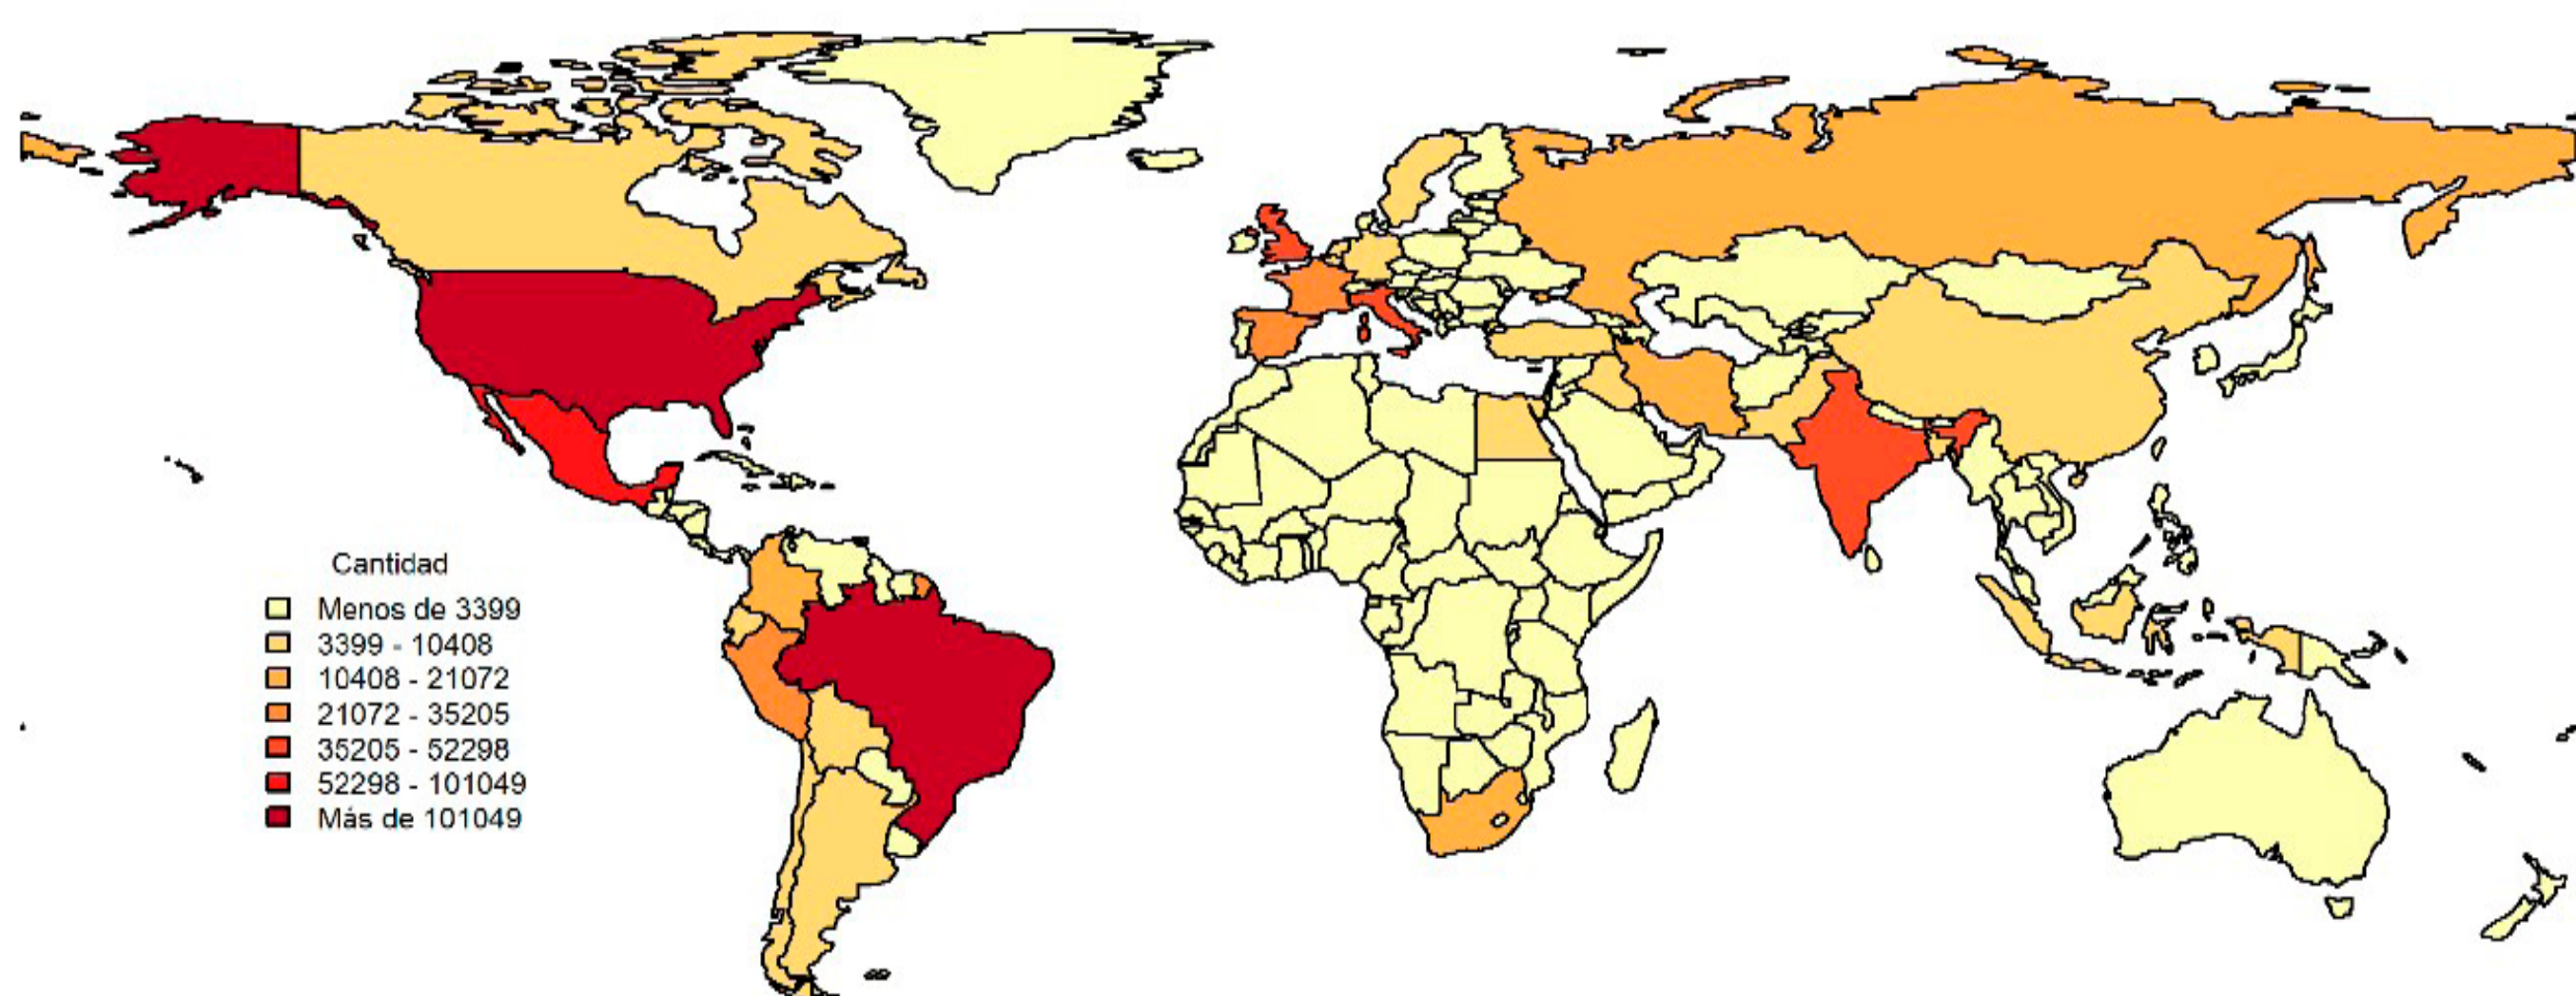 Cantidad
Menos de 3399
3399 - 10408
10408 - 21072
21072 - 35205
35205 - 52298
52298 - 101049
Más de 101049